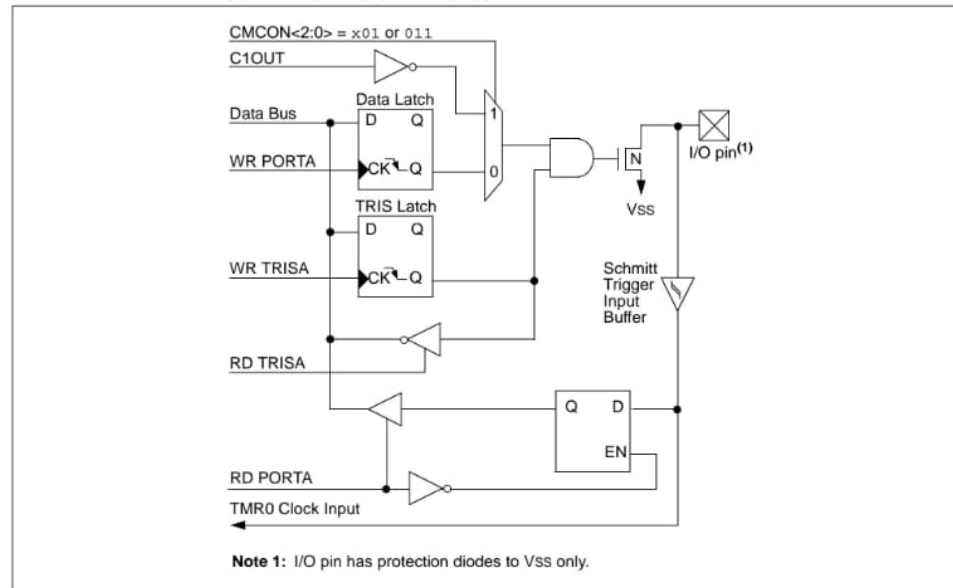 CMCON<2:0> = x01 or 011
C1OUT
Data Bus
Data Latch
D Q
WR PORTA
CK Q
1
0
N
I/O pin(1)
VSS
TRIS Latch
D Q
WR TRISA
CK Q
Schmitt
Trigger
Input
Buffer
RD TRISA
Q D
EN
RD PORTA
TMR0 Clock Input
Note 1: I/O pin has protection diodes to VSS only.